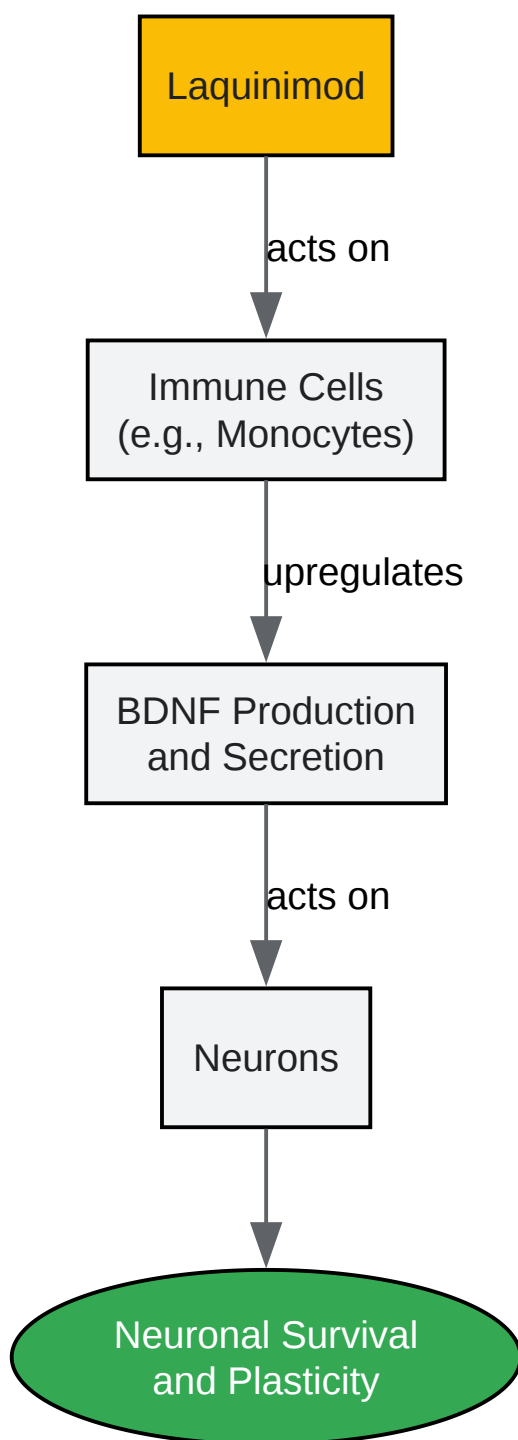 Laquinimod
acts on
Immune Cells
(e.g., Monocytes)
upregulates
BDNF Production
and Secretion
acts on
Neurons
Neuronal Survival
and Plasticity